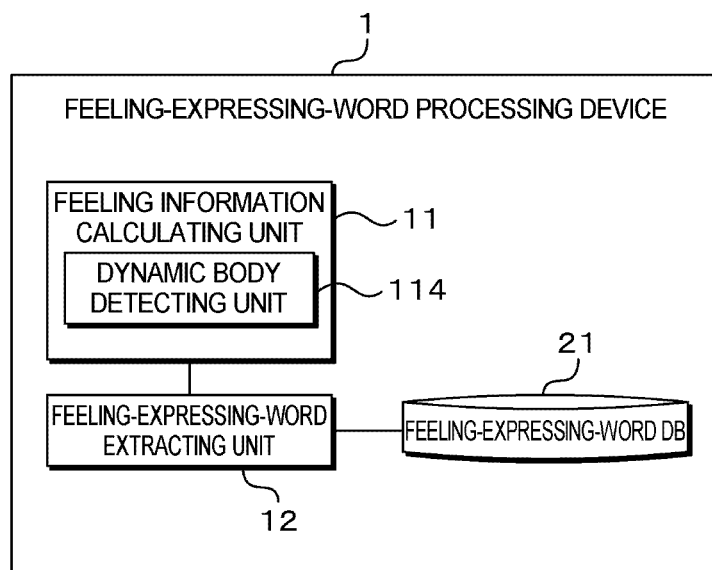 1
FEELING-EXPRESSING-WORD PROCESSING DEVICE
FEELING INFORMATION
CALCULATING UNIT
11
DYNAMIC BODY
DETECTING UNIT
114
21
FEELING-EXPRESSING-WORD
EXTRACTING UNIT
FEELING-EXPRESSING-WORD DB
12